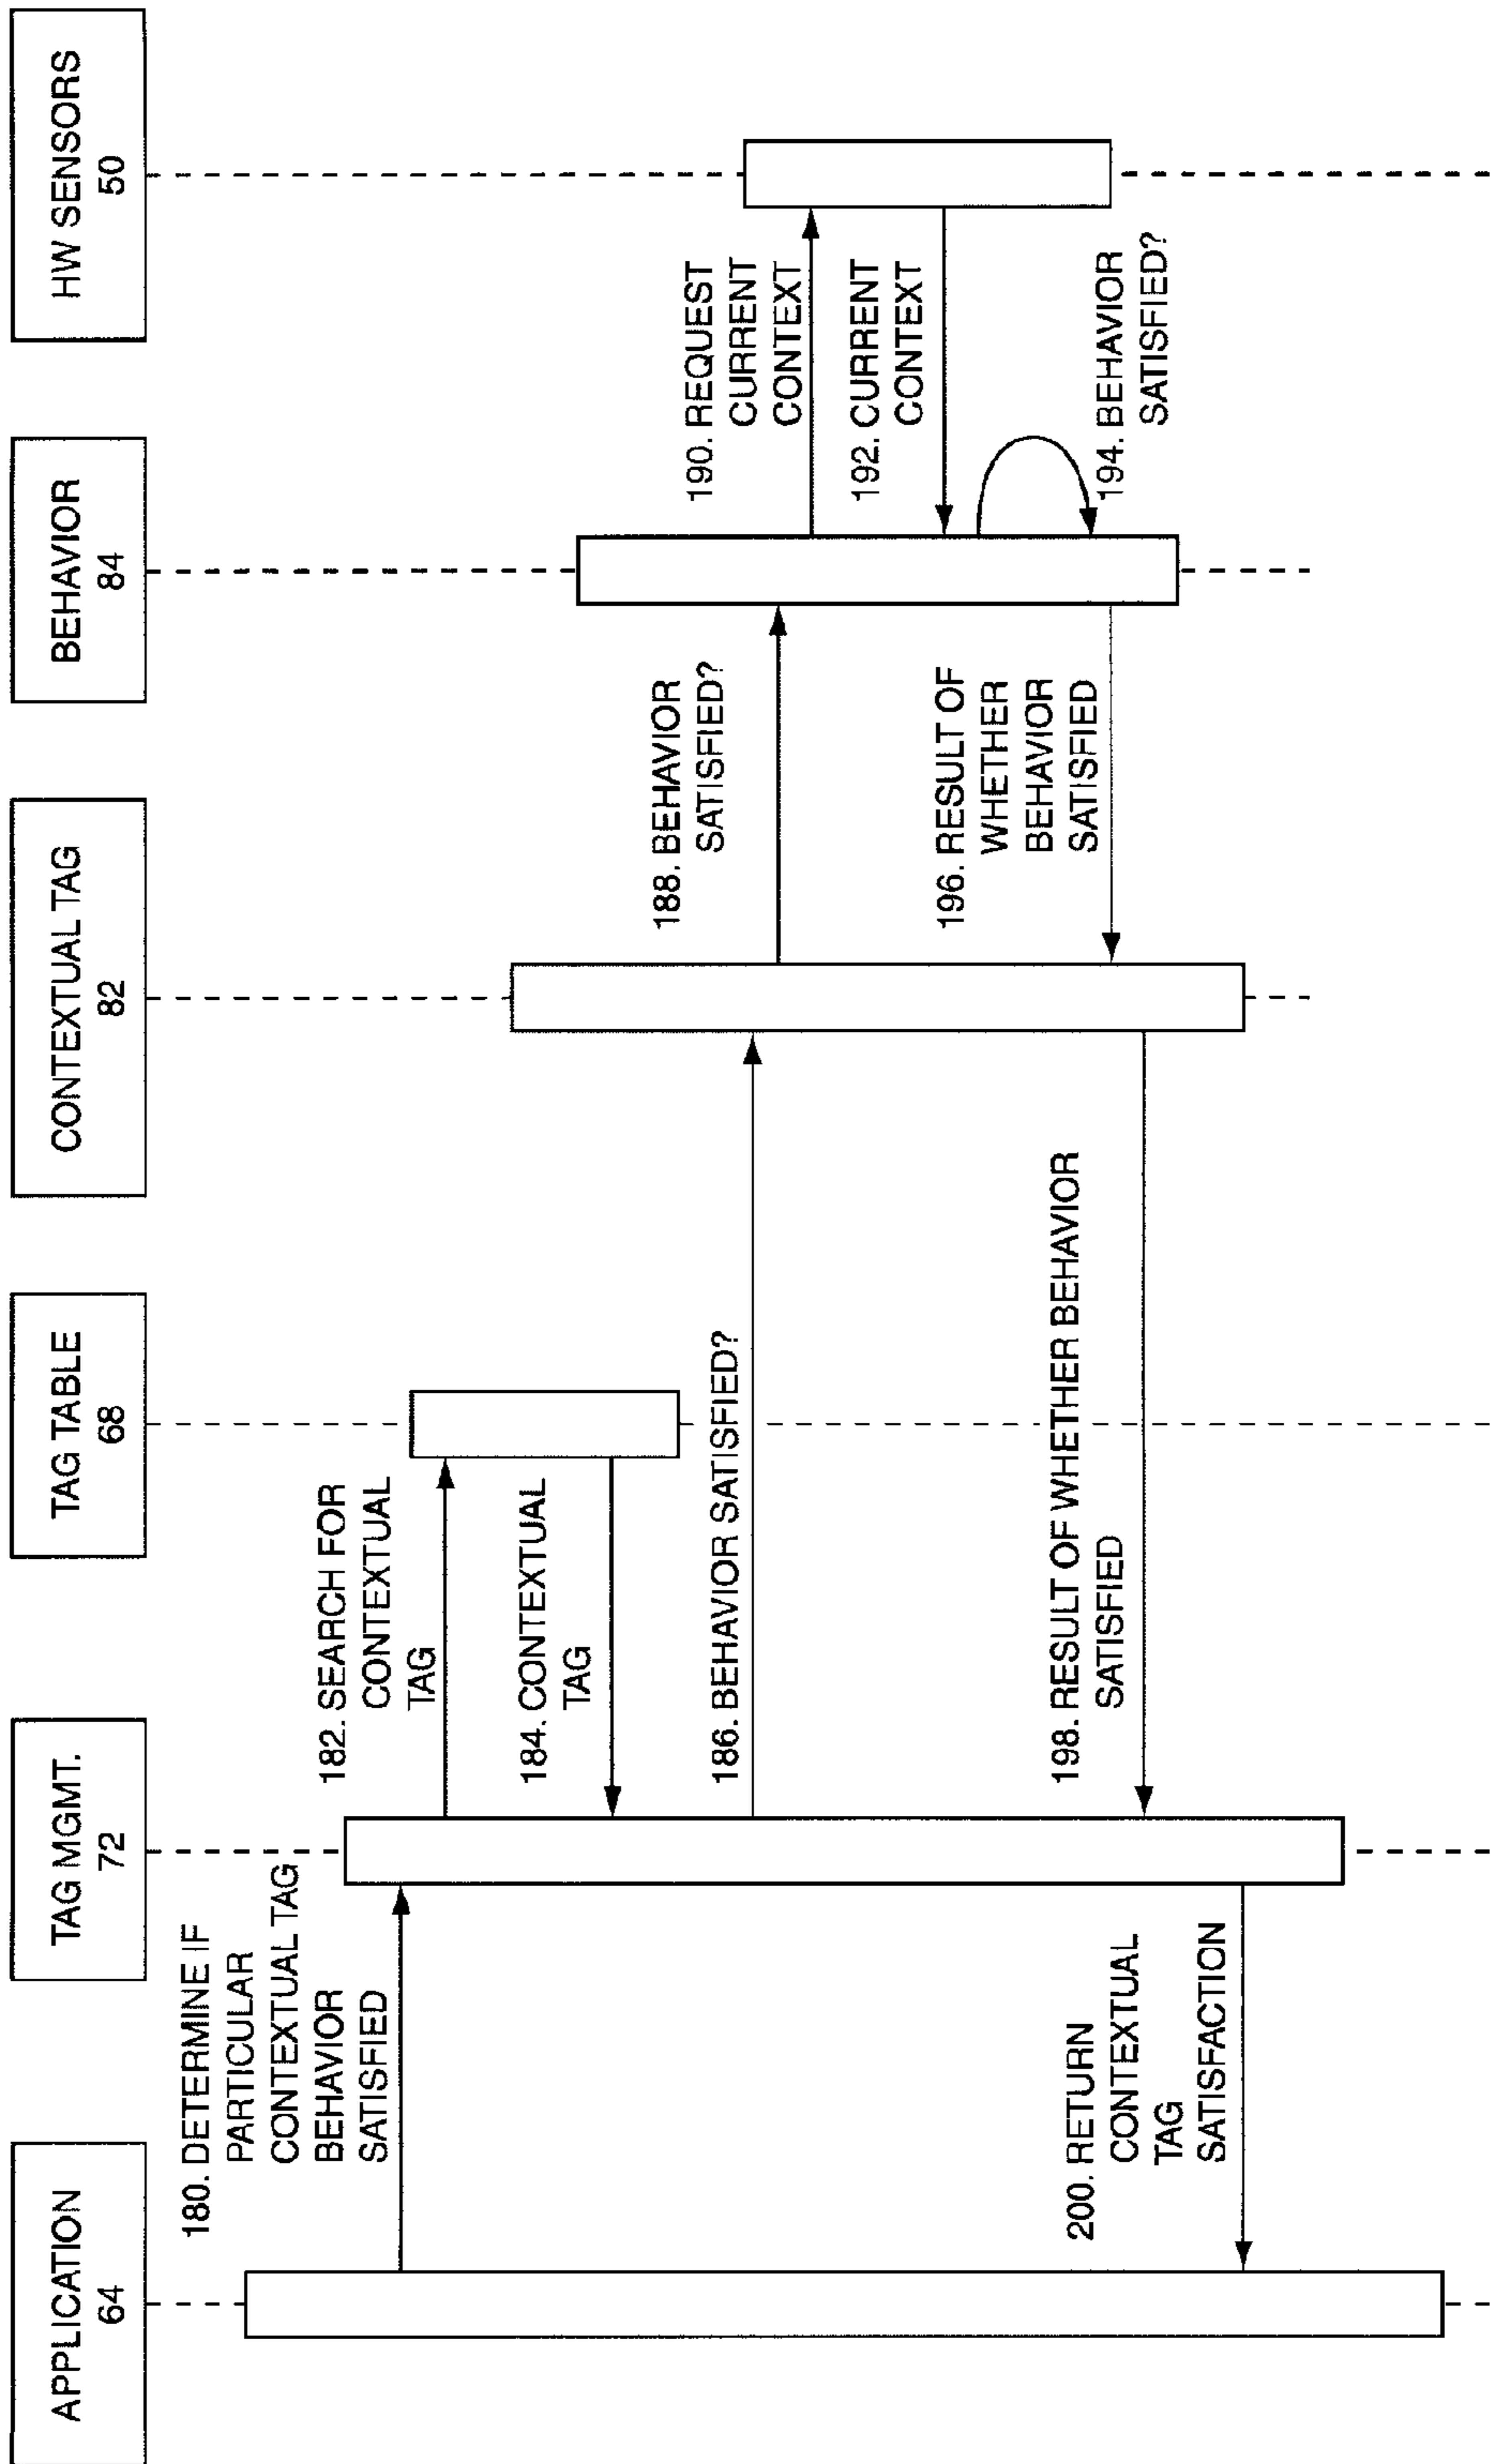 APPLICATION
64
TAG MGMT.
72
TAG TABLE
68
CONTEXTUAL TAG
82
BEHAVIOR
84
HW SENSORS
50
180. DETERMINE IF
PARTICULAR
CONTEXTUAL TAG
BEHAVIOR
SATISFIED
182. SEARCH FOR
CONTEXTUAL
TAG
184. CONTEXTUAL
TAG
186. BEHAVIOR SATISFIED?
188. BEHAVIOR
SATISFIED?
190. REQUEST
CURRENT
CONTEXT
192. CURRENT
CONTEXT
194. BEHAVIOR
SATISFIED?
196. RESULT OF
WHETHER
BEHAVIOR
SATISFIED
198. RESULT OF WHETHER BEHAVIOR
SATISFIED
200. RETURN
CONTEXTUAL
TAG
SATISFACTION